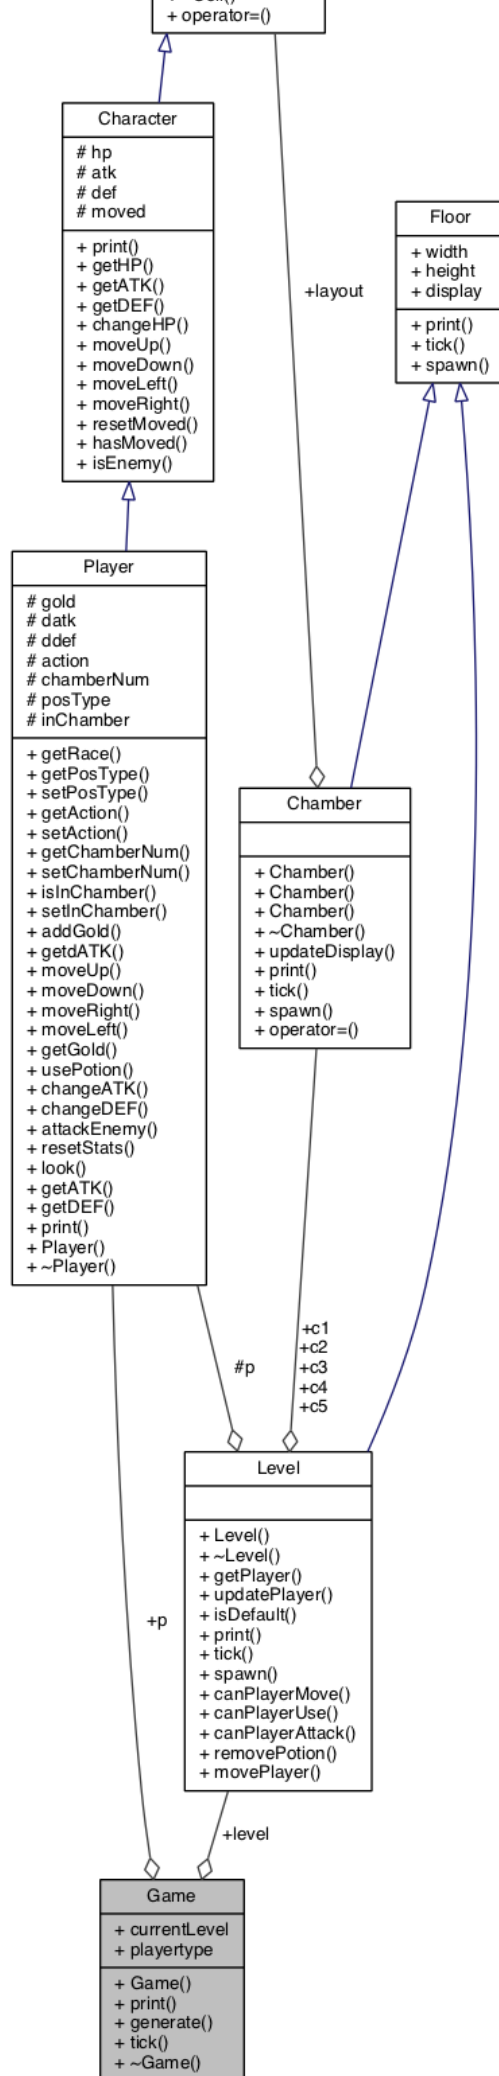 + operator=()
Character
# hp
# atk
# def
# moved
+ print()
+ getHP()
+ getATK()
+ getDEF()
+ changeHP()
+ moveUp()
+ moveDown()
+ moveLeft()
+ moveRight()
+ resetMoved()
+ hasMoved()
+ isEnemy()
Floor
+ width
+ height
+ display
+ print()
+ tick()
+ spawn()
+layout
Player
# gold
# datk
# ddef
# action
# chamberNum
# posType
# inChamber
+ getRace()
+ getPosType()
+ setPosType()
+ getAction()
+ setAction()
+ getChamberNum()
+ setChamberNum()
+ isInChamber()
+ setInChamber()
+ addGold()
+ getdATK()
+ moveUp()
+ moveDown()
+ moveRight()
+ moveLeft()
+ getGold()
+ usePotion()
+ changeATK()
+ changeDEF()
+ attackEnemy()
+ resetStats()
+ look()
+ getATK()
+ getDEF()
+ print()
+ Player()
+ ~Player()
Chamber
+ Chamber()
+ Chamber()
+ Chamber()
+ ~Chamber()
+ updateDisplay()
+ print()
+ tick()
+ spawn()
+ operator=()
#p
+c1
+c2
+c3
+c4
+c5
Level
+ Level()
+ ~Level()
+ getPlayer()
+ updatePlayer()
+ isDefault()
+ print()
+ tick()
+ spawn()
+ canPlayerMove()
+ canPlayerUse()
+ canPlayerAttack()
+ removePotion()
+ movePlayer()
+p
+level
Game
+ currentLevel
+ playertype
+ Game()
+ print()
+ generate()
+ tick()
+ ~Game()